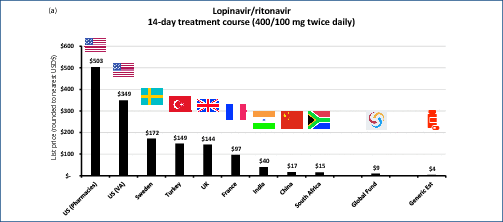 (a)
Lopinavir/ritonavir
14-day treatment course (400/100 mg twice daily)
List price (rounded to nearest USD$)
$600
$500
$400
$300
$200
$100
$-
$503
$349
$172
$149
$144
$97
$40
$17
$15
$9
$4
US (Pharmacies)
US (VA)
Sweden
Turkey
UK
France
India
China
South Africa
Global Fund
Generic Est